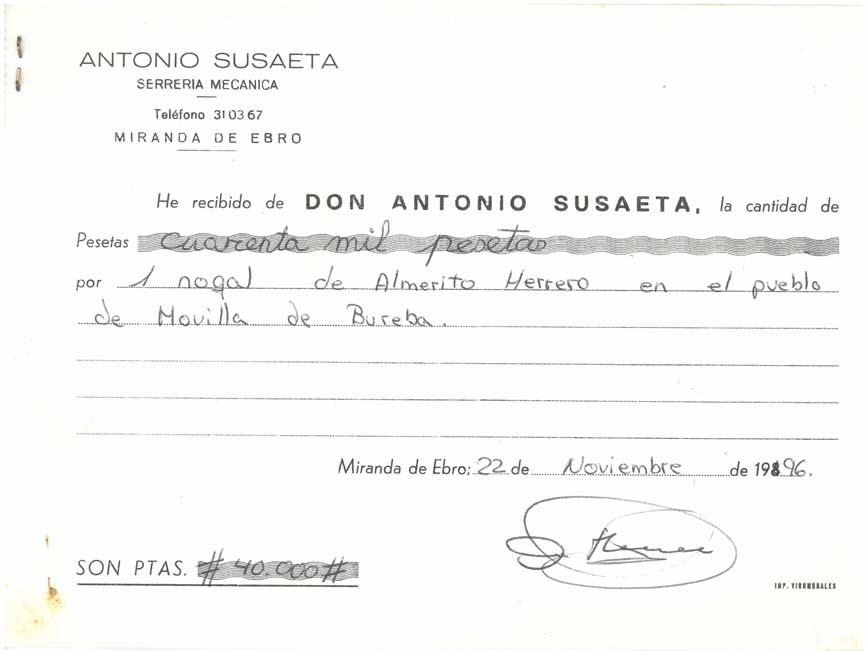 ANTONIO SUSAETA
SERRERIA MECANICA
Teléfono 31 03 67
MIRANDA DE EBRO
He recibido de DON ANTONIO SUSAETA, la cantidad de
Pesetas cuarenta mil pesetas
por 1 nogal de Almerito Herrero en el pueblo
de Movilla de Bureba.
Miranda de Ebro; 22 de Noviembre de 19896.
SON PTAS. # 40.000 #
IMP. VIRUMBRALES